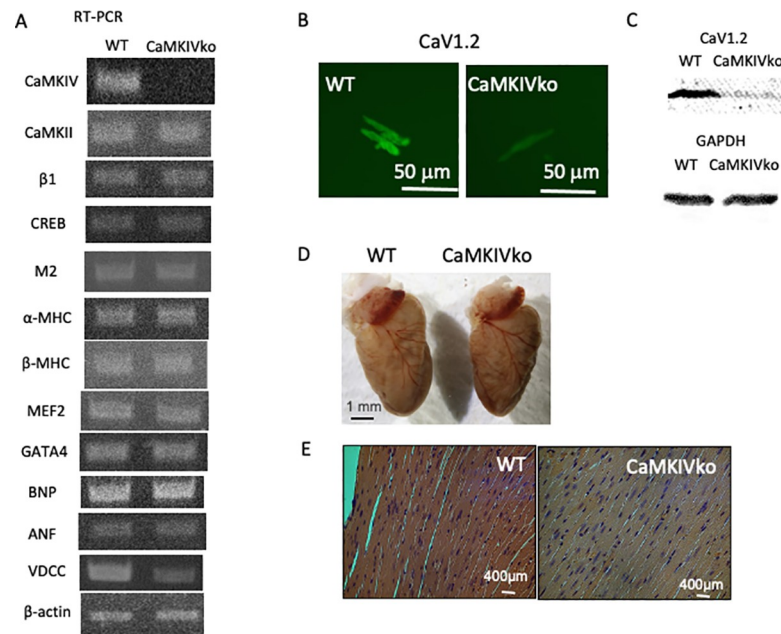 A
RT-PCR
WT CaMKIVko
CaMKIV
CaMKII
β1
CREB
M2
α-MHC
β-MHC
MEF2
GATA4
BNP
ANF
VDCC
β-actin
B
CaV1.2
WT
50 μm
CaMKIVko
50 μm
C
CaV1.2
WT CaMKIVko
GAPDH
WT CaMKIVko
D
WT CaMKIVko
1 mm
E
WT
400μm
CaMKIVko
400μm